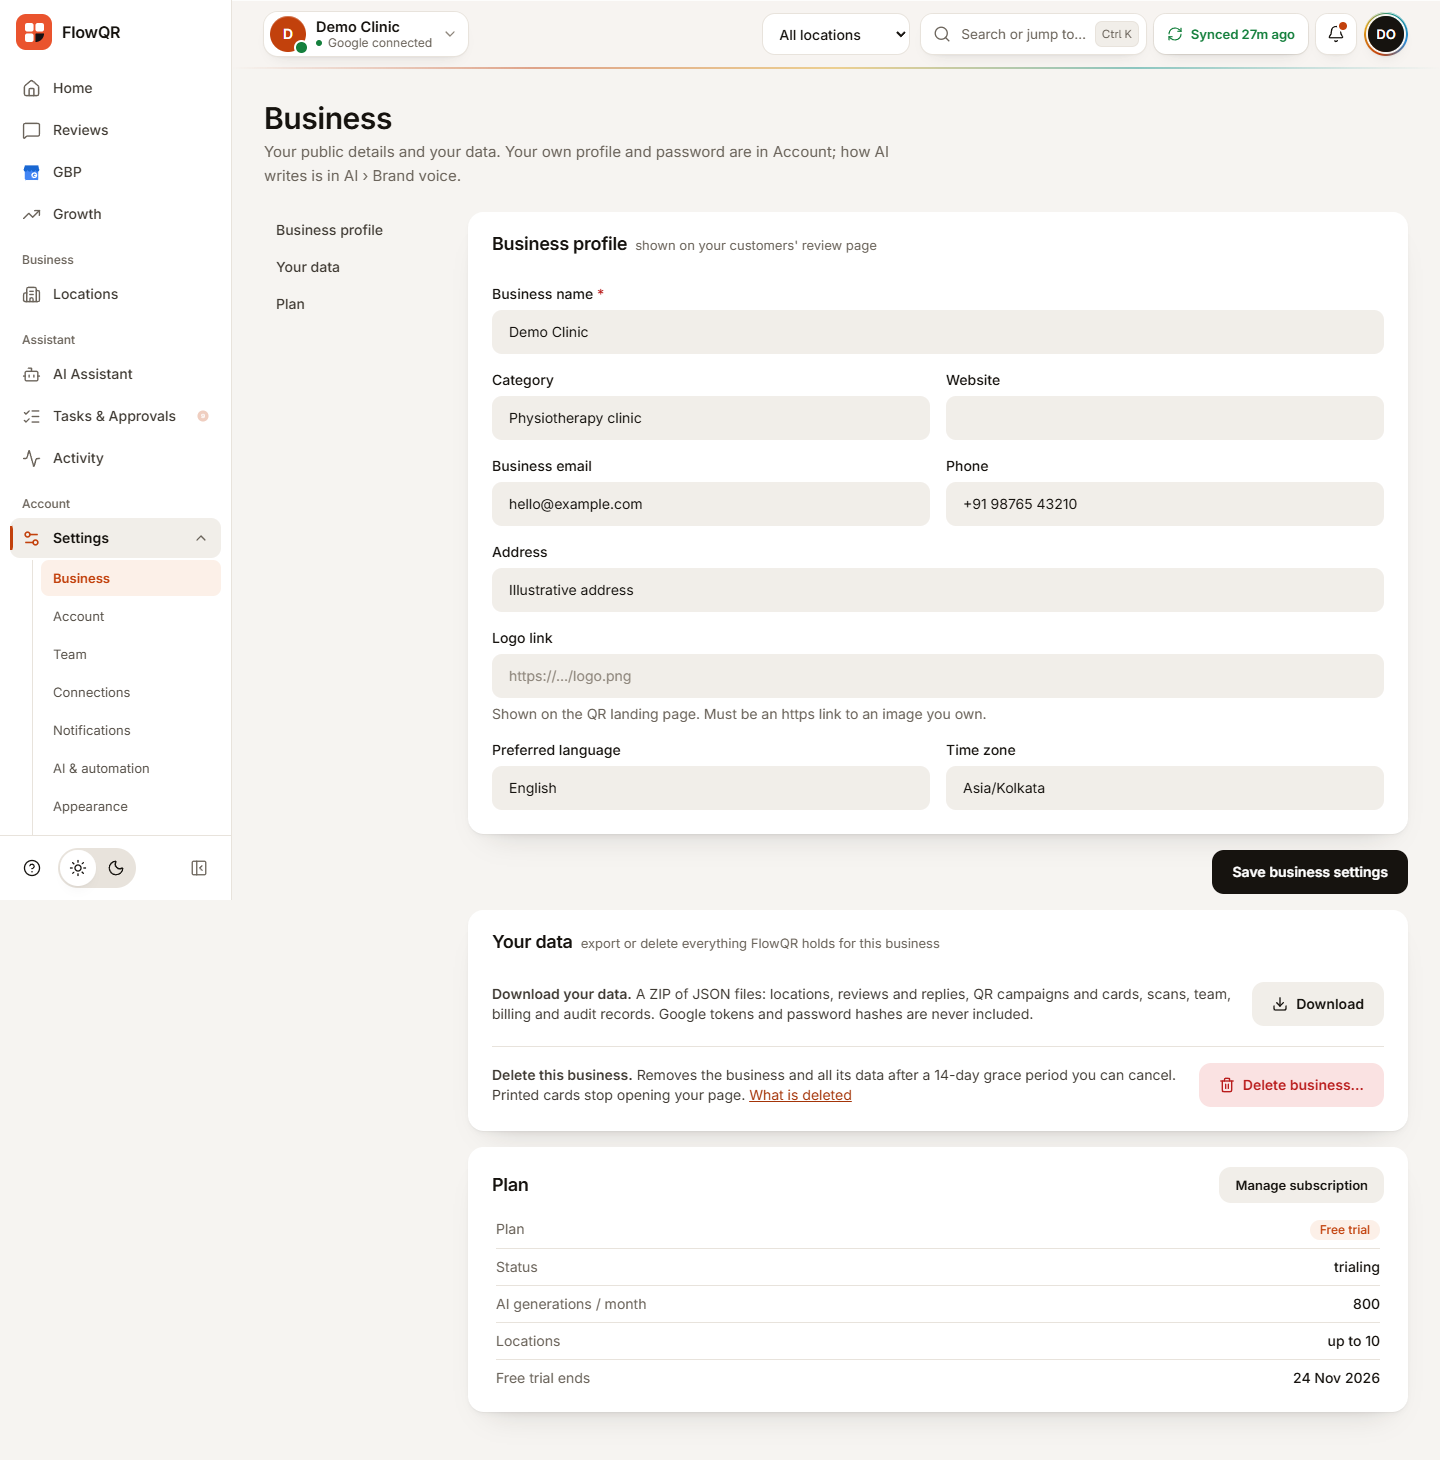 FlowQR
Home
Reviews
GBP
Growth
Business
Locations
Assistant
AI Assistant
Tasks & Approvals
Activity
Account
Settings
Business
Account
Team
Connections
Notifications
AI & automation
Appearance
D
Demo Clinic
Google connected
All locations
Search or jump to...
Ctrl K
Synced 27m ago
DO
Business
Your public details and your data. Your own profile and password are in Account; how AI
writes is in AI › Brand voice.
Business profile
Your data
Plan
Business profile shown on your customers' review page
Business name *
Demo Clinic
Category
Physiotherapy clinic
Website
Business email
hello@example.com
Phone
+91 98765 43210
Address
Illustrative address
Logo link
https://.../logo.png
Shown on the QR landing page. Must be an https link to an image you own.
Preferred language
English
Time zone
Asia/Kolkata
Save business settings
Your data export or delete everything FlowQR holds for this business
Download your data. A ZIP of JSON files: locations, reviews and replies, QR campaigns and cards, scans, team,
billing and audit records. Google tokens and password hashes are never included.
Download
Delete this business. Removes the business and all its data after a 14-day grace period you can cancel.
Printed cards stop opening your page. What is deleted
Delete business...
Plan
Manage subscription
Plan
Free trial
Status
trialing
AI generations / month
800
Locations
up to 10
Free trial ends
24 Nov 2026